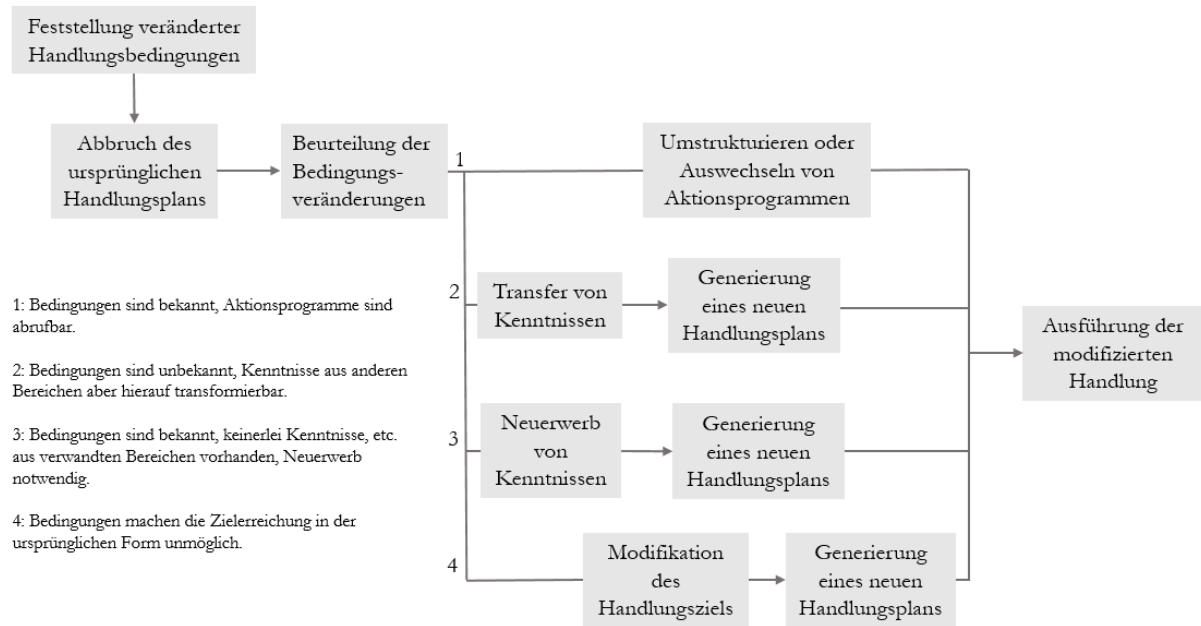 Feststellung veränderter
Handlungsbedingungen
Abbruch des
ursprünglichen
Handlungsplans
Beurteilung der
Bedingungs-
veränderungen
1
Umstrukturieren oder
Auswechseln von
Aktionsprogrammen
2
Transfer von
Kenntnissen
Generierung
eines neuen
Handlungsplans
3
Neuerwerb
von
Kenntnissen
Generierung
eines neuen
Handlungsplans
4
Modifikation
des
Handlungsziels
Generierung
eines neuen
Handlungsplans
Ausführung der
modifizierten
Handlung
1: Bedingungen sind bekannt, Aktionsprogramme sind
abrufbar.
2: Bedingungen sind unbekannt, Kenntnisse aus anderen
Bereichen aber hierauf transformierbar.
3: Bedingungen sind bekannt, keinerlei Kenntnisse, etc.
aus verwandten Bereichen vorhanden, Neuerwerb
notwendig.
4: Bedingungen machen die Zielerreichung in der
ursprünglichen Form unmöglich.